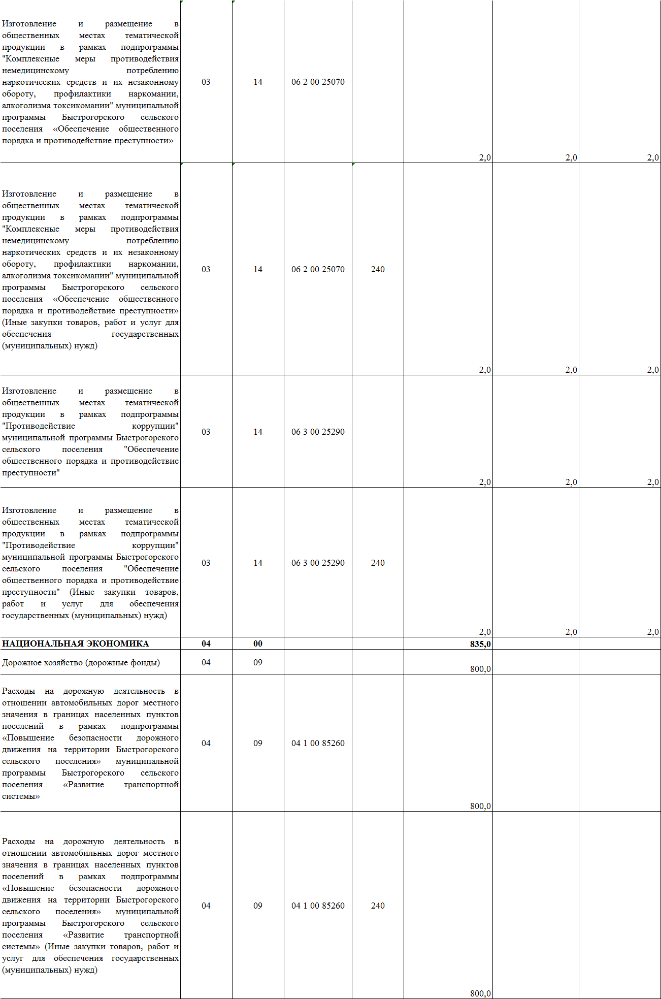 Изготовление и размещение в
общественных местах тематической
продукции в рамках подпрограммы
"Комплексные меры противодействия
немедицинскому потреблению
наркотических средств и их незаконному
обороту, профилактики наркомании,
алкоголизма токсикомании" муниципальной
программы Быстрогорского сельского
поселения «Обеспечение общественного
порядка и противодействие преступности»
03 14 06 2 00 25070
2,0 2,0 2,0
Изготовление и размещение в
общественных местах тематической
продукции в рамках подпрограммы
"Комплексные меры противодействия
немедицинскому потреблению
наркотических средств и их незаконному
обороту, профилактики наркомании,
алкоголизма токсикомании" муниципальной
программы Быстрогорского сельского
поселения «Обеспечение общественного
порядка и противодействие преступности»
(Иные закупки товаров, работ и услуг для
обеспечения государственных
(муниципальных) нужд)
03 14 06 2 00 25070 240
2,0 2,0 2,0
Изготовление и размещение в
общественных местах тематической
продукции в рамках подпрограммы
"Противодействие коррупции"
муниципальной программы Быстрогорского
сельского поселения "Обеспечение
общественного порядка и противодействие
преступности"
03 14 06 3 00 25290
2,0 2,0 2,0
Изготовление и размещение в
общественных местах тематической
продукции в рамках подпрограммы
"Противодействие коррупции"
муниципальной программы Быстрогорского
сельского поселения "Обеспечение
общественного порядка и противодействие
преступности" (Иные закупки товаров,
работ и услуг для обеспечения
государственных (муниципальных) нужд)
03 14 06 3 00 25290 240
2,0 2,0 2,0
НАЦИОНАЛЬНАЯ ЭКОНОМИКА 04 00 835,0
Дорожное хозяйство (дорожные фонды) 04 09 800,0
Расходы на дорожную деятельность в
отношении автомобильных дорог местного
значения в границах населенных пунктов
поселений в рамках подпрограммы
«Повышение безопасности дорожного
движения на территории Быстрогорского
сельского поселения» муниципальной
программы Быстрогорского сельского
поселения «Развитие транспортной
системы»
04 09 04 1 00 85260
800,0
Расходы на дорожную деятельность в
отношении автомобильных дорог местного
значения в границах населенных пунктов
поселений в рамках подпрограммы
«Повышение безопасности дорожного
движения на территории Быстрогорского
сельского поселения» муниципальной
программы Быстрогорского сельского
поселения «Развитие транспортной
системы» (Иные закупки товаров, работ и
услуг для обеспечения государственных
(муниципальных) нужд)
04 09 04 1 00 85260 240
800,0